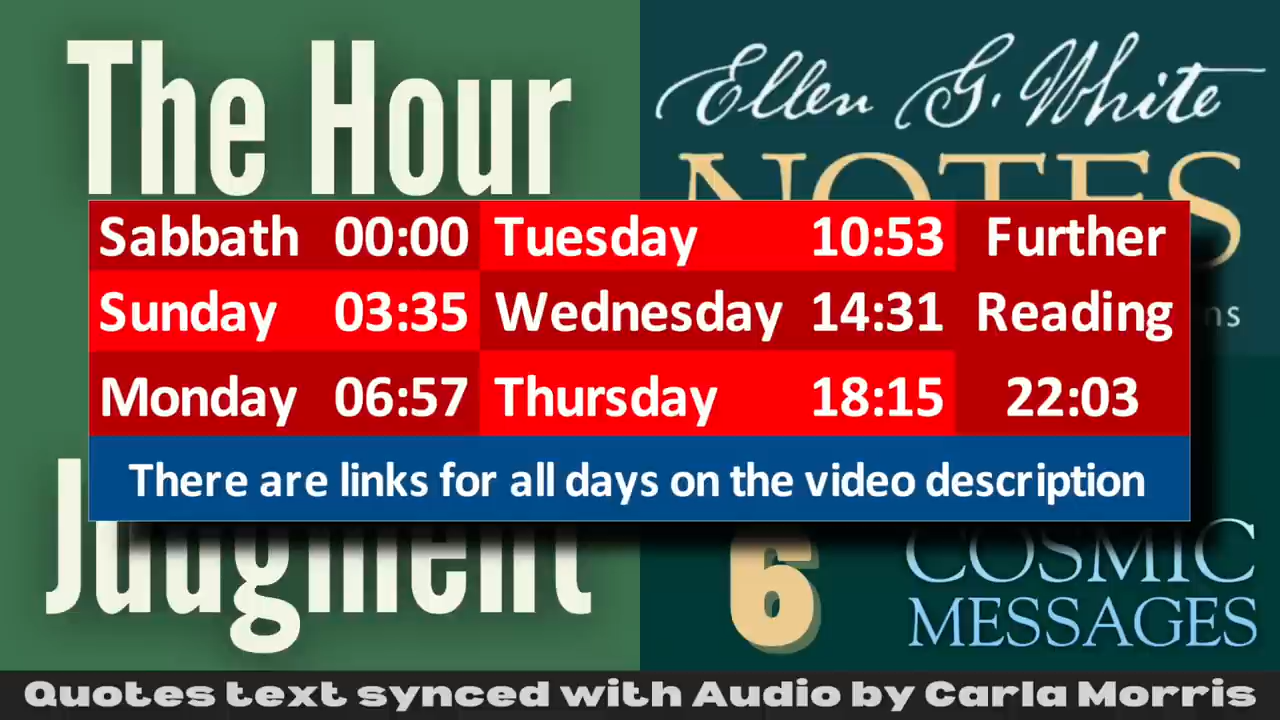 The Hour
Judgment
Ellen G. White
NOTES
ns
Sabbath 00:00 Tuesday 10:53 Further
Sunday 03:35 Wednesday 14:31 Reading
Monday 06:57 Thursday 18:15 22:03
There are links for all days on the video description
6
COSMIC
MESSAGES
Quotes text synced with Audio by Carla Morris